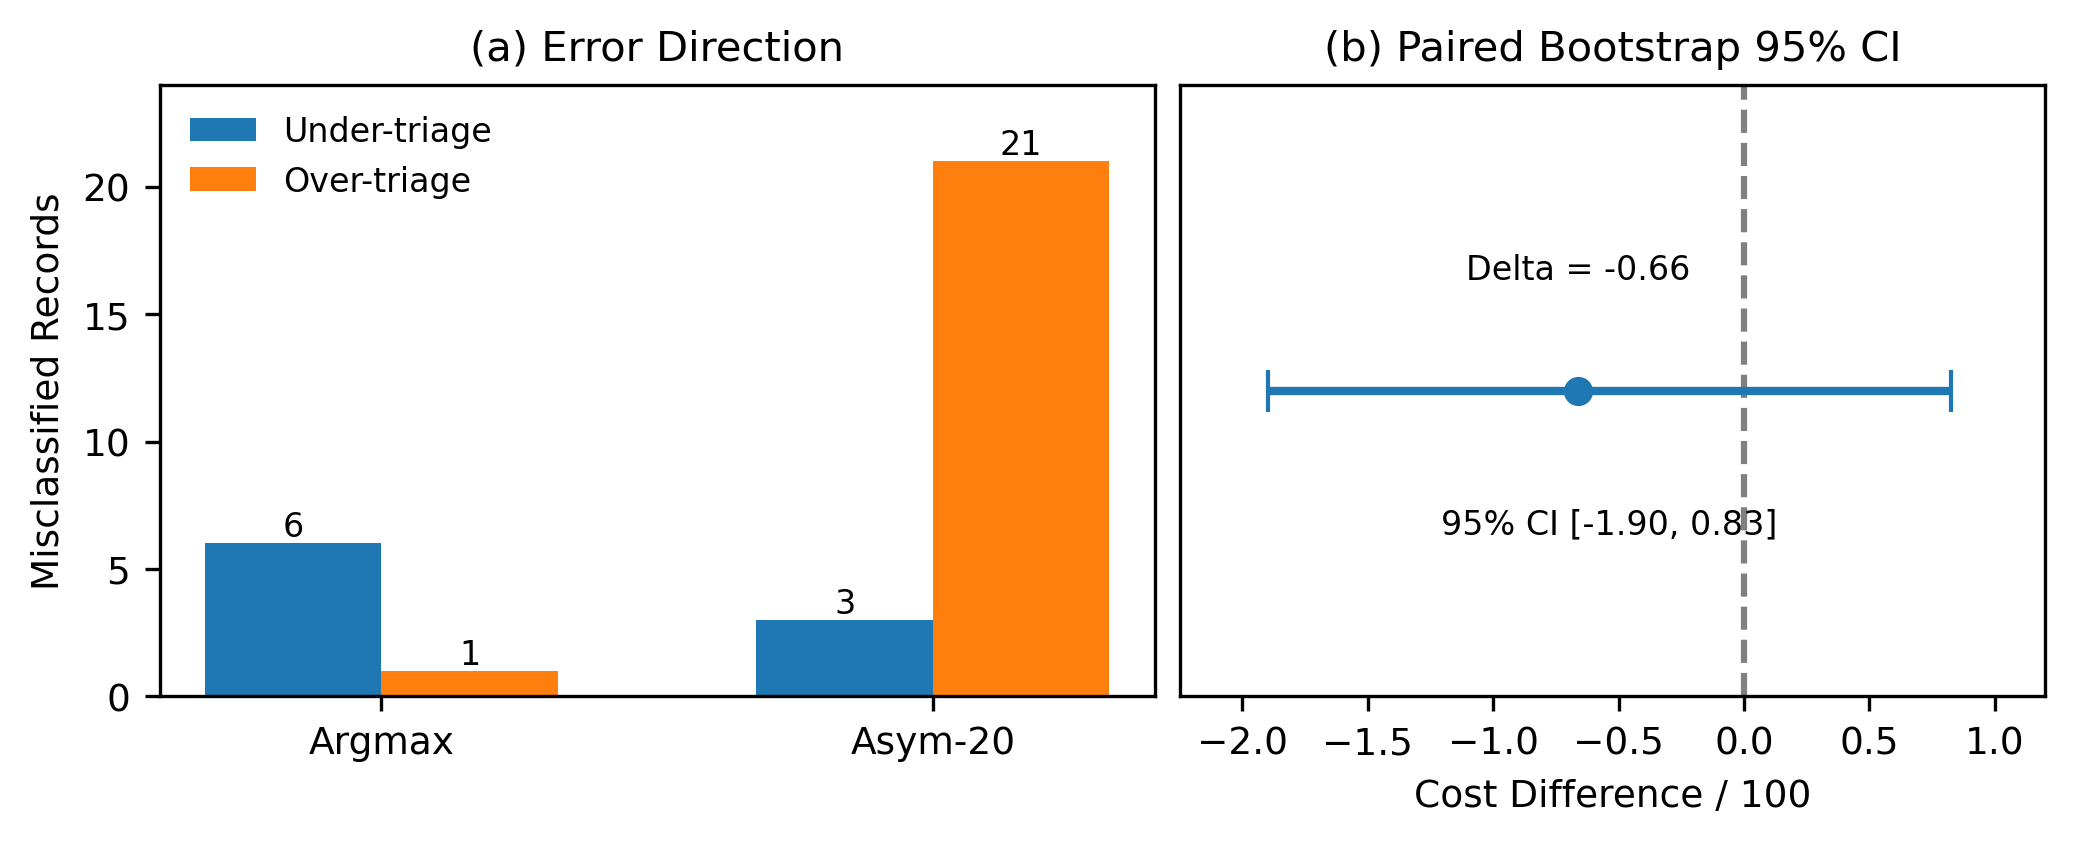 (a) Error Direction
Under-triage
Over-triage
Misclassified Records
20
15
10
5
0
6
1
3
21
Argmax
Asym-20
(b) Paired Bootstrap 95% CI
Delta = -0.66
95% CI [-1.90, 0.83]
−2.0
−1.5
−1.0
−0.5
0.0
0.5
1.0
Cost Difference / 100